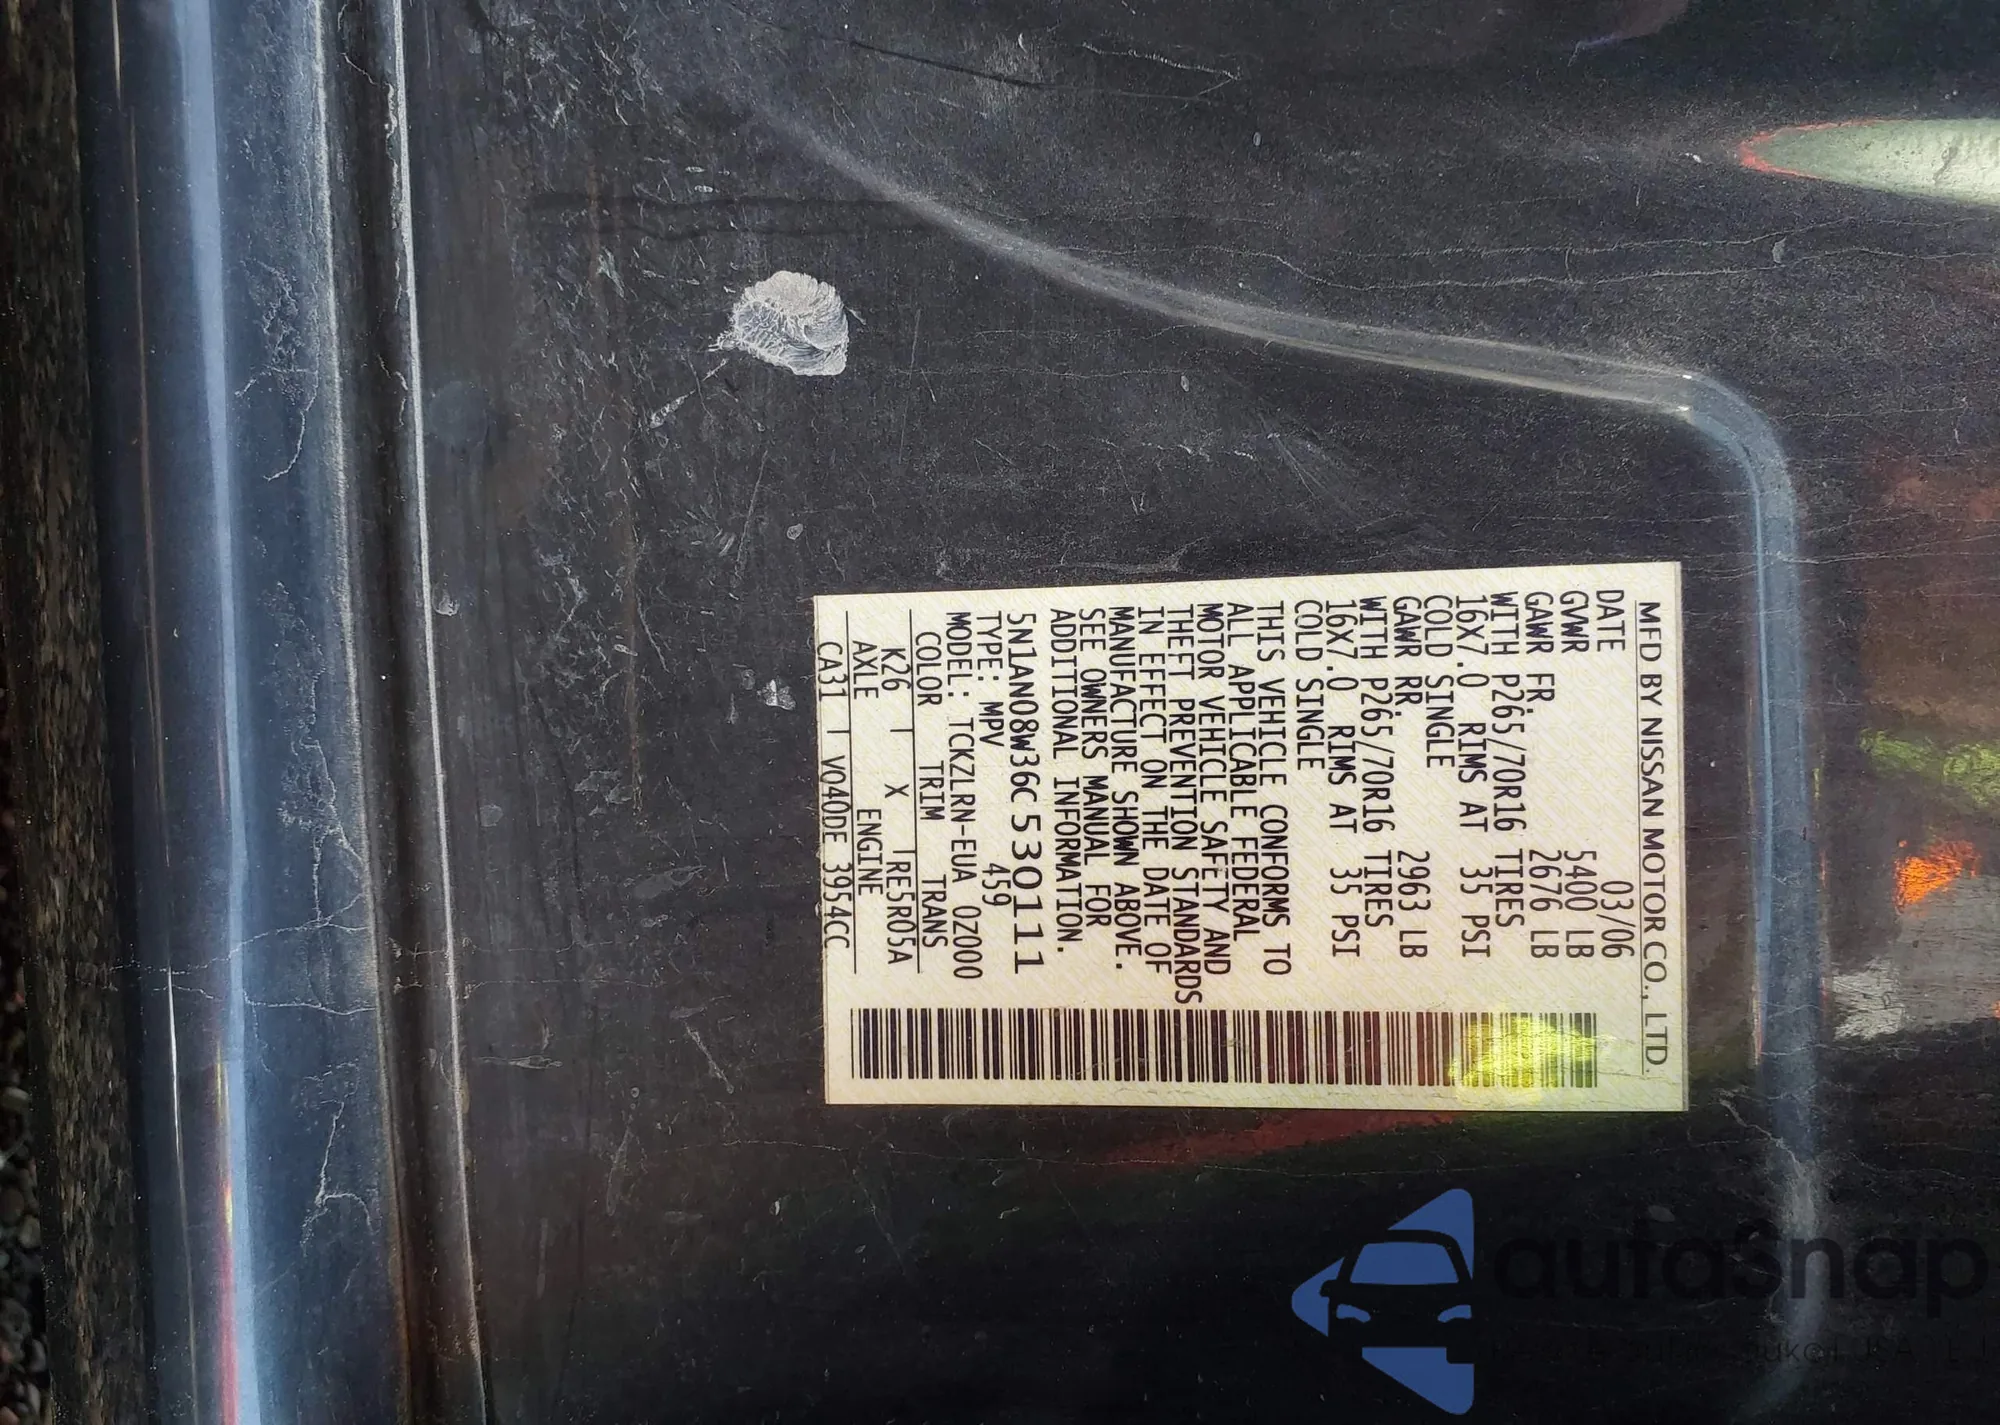 MFD BY NISSAN MOTOR CO., LTD.
DATE 03/06
GVWR 5400 LB
GAWR FR. 2676 LB
WITH P265/70R16 TIRES
16X7.0 RIMS AT 35 PSI
COLD SINGLE
GAWR RR. 2963 LB
WITH P265/70R16 TIRES
16X7.0 RIMS AT 35 PSI
COLD SINGLE
THIS VEHICLE CONFORMS TO
ALL APPLICABLE FEDERAL
MOTOR VEHICLE SAFETY AND
THEFT PREVENTION STANDARDS
IN EFFECT ON THE DATE OF
MANUFACTURE SHOWN ABOVE.
SEE OWNERS MANUAL FOR
ADDITIONAL INFORMATION.
5N1AN08W36C530111
TYPE: MPV 459
MODEL: TCKZLRN-EUA 0Z000
COLOR TRIM TRANS
K26 | X RE5R05A
AXLE ENGINE
CA31 | VQ40DE 3954CC
autoSnap